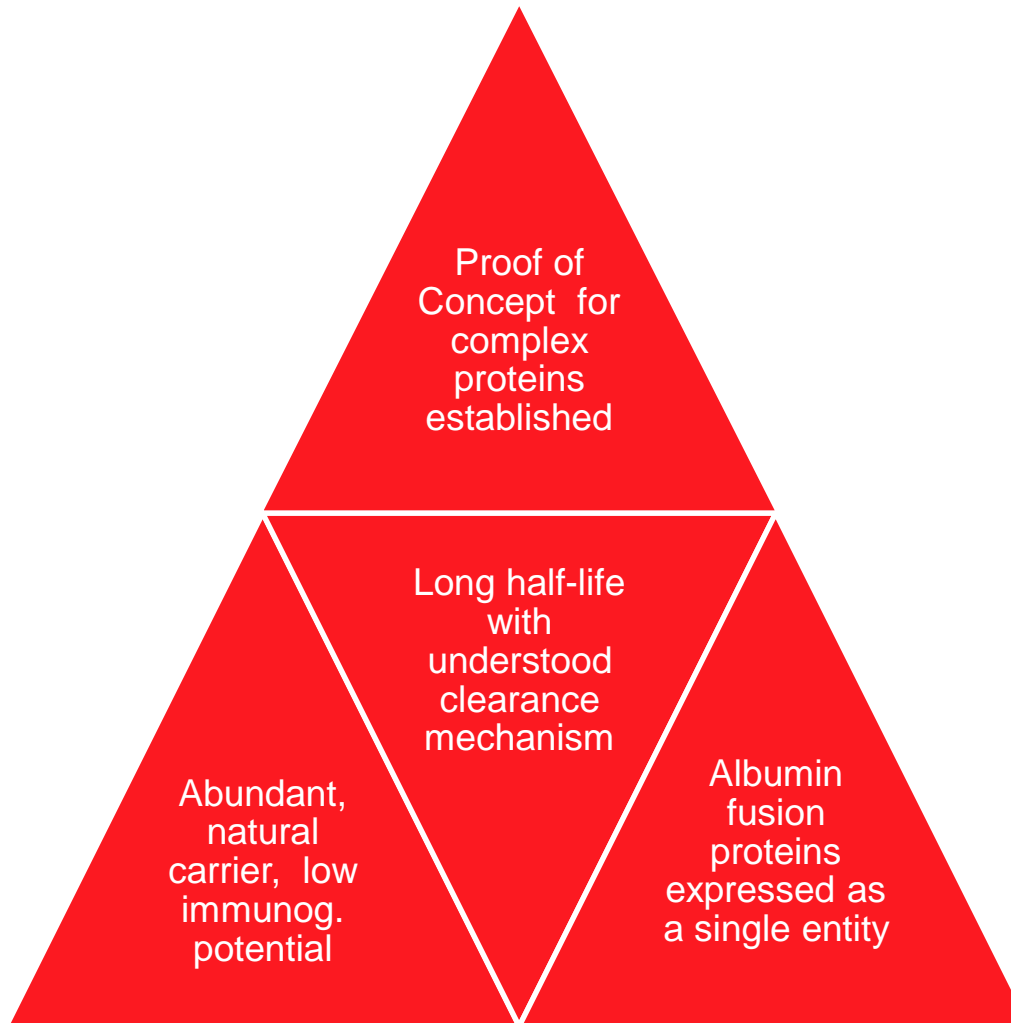 Proof of
Concept for
complex
proteins
established
Long half-life
with
understood
clearance
mechanism
Abundant,
natural
carrier, low
immunog.
potential
Albumin
fusion
proteins
expressed as
a single entity